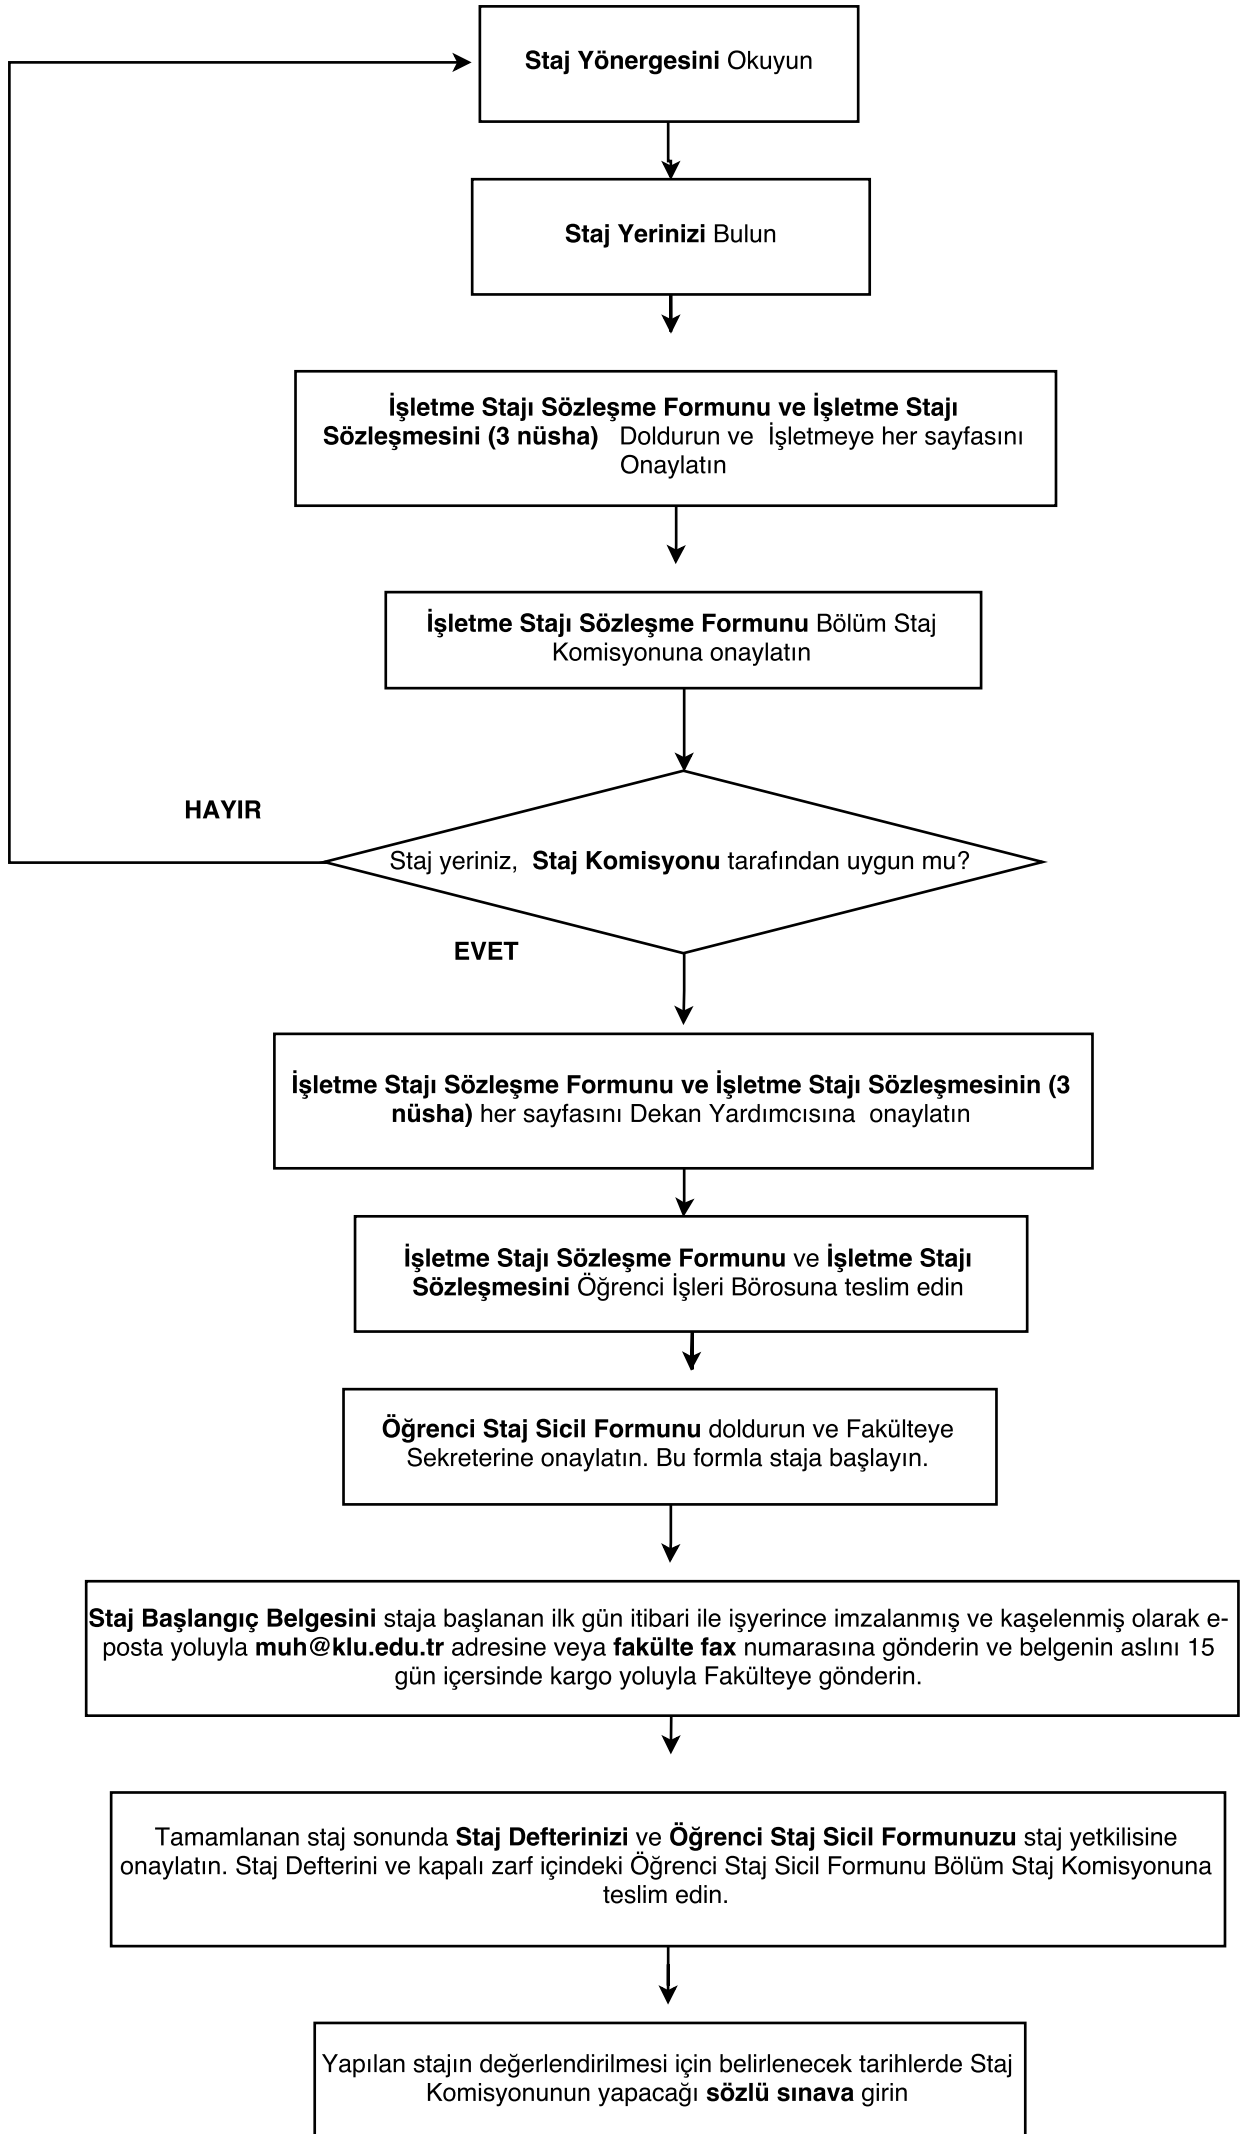 Staj Yönergesini Okuyun
Staj Yerinizi Bulun
İşletme Stajı Sözleşme Formunu ve İşletme Stajı
Sözleşmesini (3 nüsha) Doldurun ve İşletmeye her sayfasını
Onaylatın
İşletme Stajı Sözleşme Formunu Bölüm Staj
Komisyonuna onaylatın
HAYIR
Staj yeriniz, Staj Komisyonu tarafından uygun mu?
EVET
İşletme Stajı Sözleşme Formunu ve İşletme Stajı Sözleşmesinin (3
nüsha) her sayfasını Dekan Yardımcısına onaylatın
İşletme Stajı Sözleşme Formunu ve İşletme Stajı
Sözleşmesini Öğrenci İşleri Börosuna teslim edin
Öğrenci Staj Sicil Formunu doldurun ve Fakülteye
Sekreterine onaylatın. Bu formla staja başlayın.
Staj Başlangıç Belgesini staja başlanan ilk gün itibari ile işyerince imzalanmış ve kaşelenmiş olarak e-
posta yoluyla muh@klu.edu.tr adresine veya fakülte fax numarasına gönderin ve belgenin aslını 15
gün içersinde kargo yoluyla Fakülteye gönderin.
Tamamlanan staj sonunda Staj Defterinizi ve Öğrenci Staj Sicil Formunuzu staj yetkilisine
onaylatın. Staj Defterini ve kapalı zarf içindeki Öğrenci Staj Sicil Formunu Bölüm Staj Komisyonuna
teslim edin.
Yapılan stajın değerlendirilmesi için belirlenecek tarihlerde Staj
Komisyonunun yapacağı sözlü sınava girin